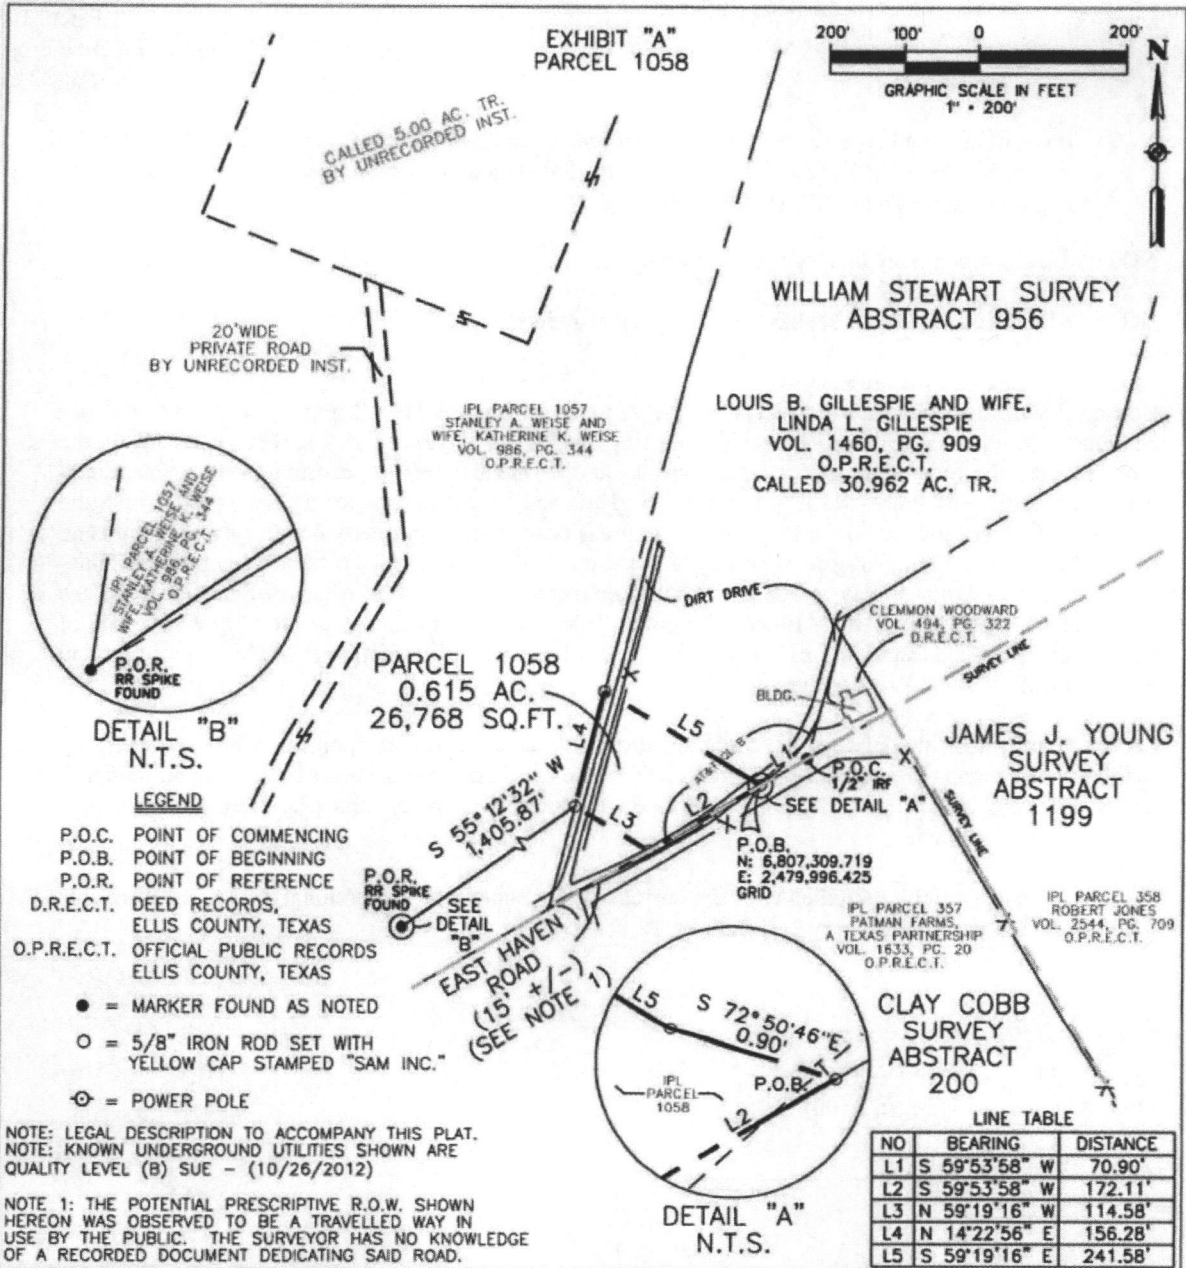 EXHIBIT "A"
PARCEL 1058
200' 100' 0 200'
GRAPHIC SCALE IN FEET
1" = 200'
N
CALLED 5.00 AC. TR.
BY UNRECORDED INST.
WILLIAM STEWART SURVEY
ABSTRACT 956
20' WIDE
PRIVATE ROAD
BY UNRECORDED INST.
IPL PARCEL 1057
STANLEY A. WEISE AND
WIFE, KATHERINE K. WEISE
VOL. 986, PG. 344
O.P.R.E.C.T.
LOUIS B. GILLESPIE AND WIFE,
LINDA L. GILLESPIE
VOL. 1460, PG. 909
O.P.R.E.C.T.
CALLED 30.962 AC. TR.
IPL PARCEL 1057
STANLEY A. WEISE AND
WIFE, KATHERINE K. WEISE
VOL. 986, PG. 344
O.P.R.E.C.T.
P.O.R.
RR SPIKE
FOUND
DETAIL "B"
N.T.S.
DIRT DRIVE
CLEMMON WOODWARD
VOL. 494, PG. 322
D.R.E.C.T.
SURVEY LINE
PARCEL 1058
0.615 AC.
26,768 SQ.FT.
BLDG.
L4
L5
L1
L2
L3
P.O.C.
1/2" IRF
SEE DETAIL "A"
P.O.B.
N: 6,807,309.719
E: 2,479,996.425
GRID
JAMES J. YOUNG
SURVEY
ABSTRACT
1199
SURVEY LINE
S 55°12'32" W
1,405.87'
P.O.R.
RR SPIKE
FOUND
SEE
DETAIL
"B"
EAST HAVEN
ROAD
(15' +/-)
(SEE NOTE 1)
IPL PARCEL 357
PATMAN FARMS,
A TEXAS PARTNERSHIP
VOL. 1633, PG. 20
O.P.R.E.C.T.
IPL PARCEL 358
ROBERT JONES
VOL. 2544, PG. 709
O.P.R.E.C.T.
CLAY COBB
SURVEY
ABSTRACT
200
LEGEND
P.O.C. POINT OF COMMENCING
P.O.B. POINT OF BEGINNING
P.O.R. POINT OF REFERENCE
D.R.E.C.T. DEED RECORDS,
ELLIS COUNTY, TEXAS
O.P.R.E.C.T. OFFICIAL PUBLIC RECORDS
ELLIS COUNTY, TEXAS
= MARKER FOUND AS NOTED
= 5/8" IRON ROD SET WITH
YELLOW CAP STAMPED "SAM INC."
= POWER POLE
NOTE: LEGAL DESCRIPTION TO ACCOMPANY THIS PLAT.
NOTE: KNOWN UNDERGROUND UTILITIES SHOWN ARE
QUALITY LEVEL (B) SUE - (10/26/2012)
NOTE 1: THE POTENTIAL PRESCRIPTIVE R.O.W. SHOWN
HEREON WAS OBSERVED TO BE A TRAVELLED WAY IN
USE BY THE PUBLIC. THE SURVEYOR HAS NO KNOWLEDGE
OF A RECORDED DOCUMENT DEDICATING SAID ROAD.
L5
S 72°50'46" E
0.90'
L1
P.O.B.
IPL
PARCEL
1058
L2
DETAIL "A"
N.T.S.
LINE TABLE
NO BEARING DISTANCE
L1 S 59°53'58" W 70.90'
L2 S 59°53'58" W 172.11'
L3 N 59°19'16" W 114.58'
L4 N 14°22'56" E 156.28'
L5 S 59°19'16" E 241.58'